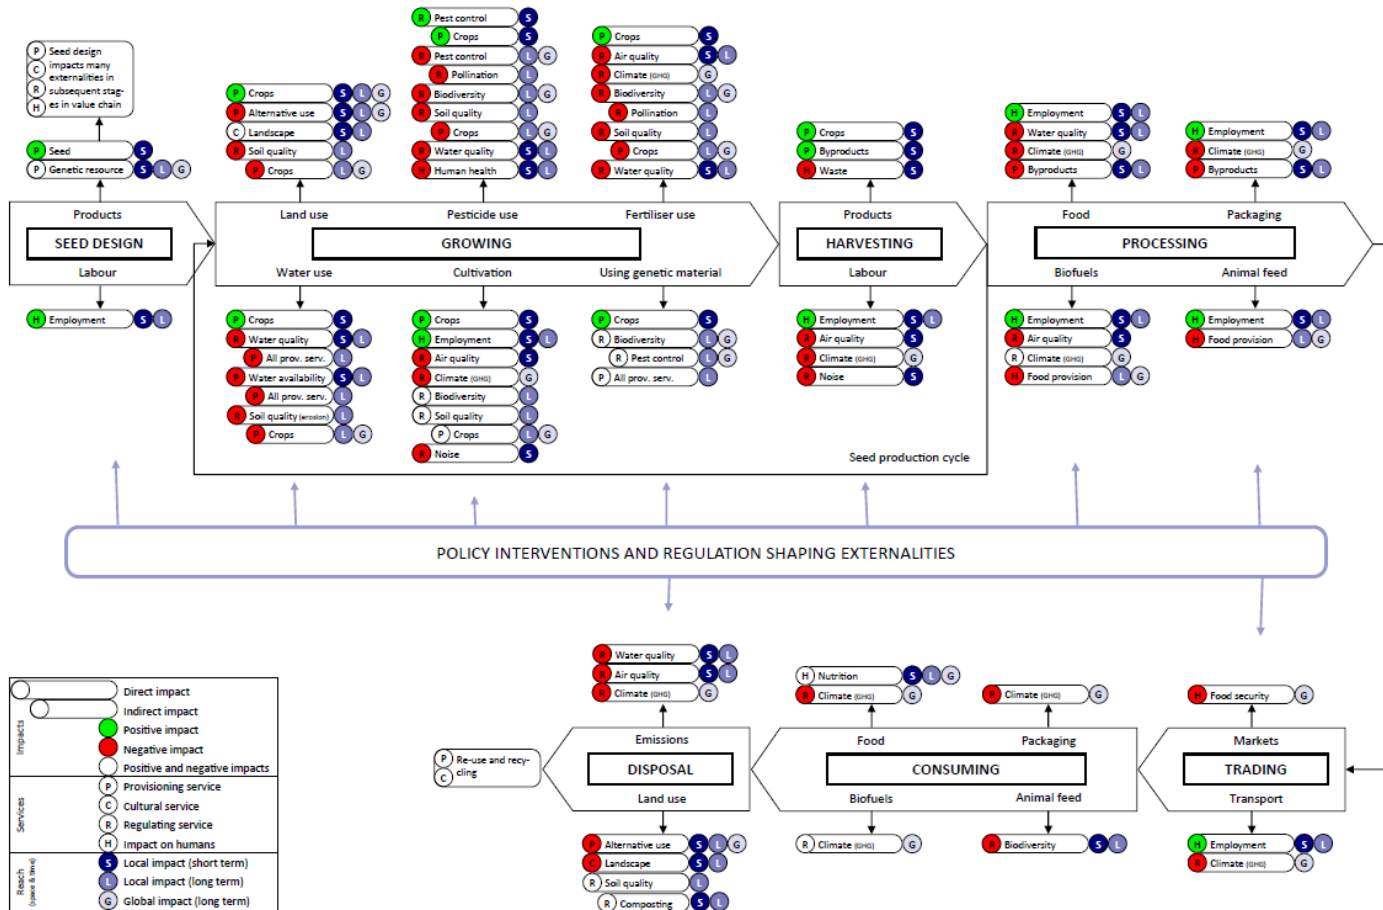 P Seed design
C impacts many
externalities in
R subsequent stag-
H es in value chain
P Seed S
P Genetic resource S L G
P Crops S L G
P Alternative use S L G
C Landscape S L
R Soil quality L
P Crops L G
R Pest control S
P Crops S
R Pest control L G
R Pollination L
R Biodiversity L G
R Soil quality L
P Crops L G
R Water quality S L
H Human health S L
P Crops S
R Air quality S L
R Climate (GHG) G
R Biodiversity L G
R Pollination L
R Soil quality L
P Crops L G
R Water quality S L
P Crops S
P Byproducts S
H Waste S
H Employment S L
R Water quality S L
R Climate (GHG) G
P Byproducts S L
H Employment S L
R Climate (GHG) G
P Byproducts S L
Products
SEED DESIGN
Labour
Land use Pesticide use Fertiliser use
GROWING
Water use Cultivation Using genetic material
Products
HARVESTING
Labour
Food Packaging
PROCESSING
Biofuels Animal feed
H Employment S L
P Crops S
R Water quality S L
P All prov. serv. L
P Water availability S L
P All prov. serv. L
R Soil quality (erosion) L
P Crops L G
P Crops S
H Employment S L
R Air quality S
R Climate (GHG) G
R Biodiversity L
R Soil quality L
P Crops L G
R Noise S
P Crops S
R Biodiversity L G
R Pest control L G
P All prov. serv. L
H Employment S L
R Air quality S
R Climate (GHG) G
R Noise S
H Employment S L
R Air quality S
R Climate (GHG) G
H Food provision L G
H Employment S L
H Food provision L G
Seed production cycle
POLICY INTERVENTIONS AND REGULATION SHAPING EXTERNALITIES
R Water quality S L
R Air quality S L
R Climate (GHG) G
H Nutrition S L G
R Climate (GHG) G
R Climate (GHG) G
H Food security G
P Re-use and recy-
C cling
Emissions
DISPOSAL
Land use
Food Packaging
CONSUMING
Biofuels Animal feed
Markets
TRADING
Transport
P Alternative use S L G
C Landscape S L
R Soil quality L
R Composting S L
R Climate (GHG) G
R Biodiversity S L
H Employment S L
R Climate (GHG) G
Impacts
Direct impact
Indirect impact
Positive impact
Negative impact
Positive and negative impacts
Services
P Provisioning service
C Cultural service
R Regulating service
H Impact on humans
Reach
(space & time)
S Local impact (short term)
L Local impact (long term)
G Global impact (long term)